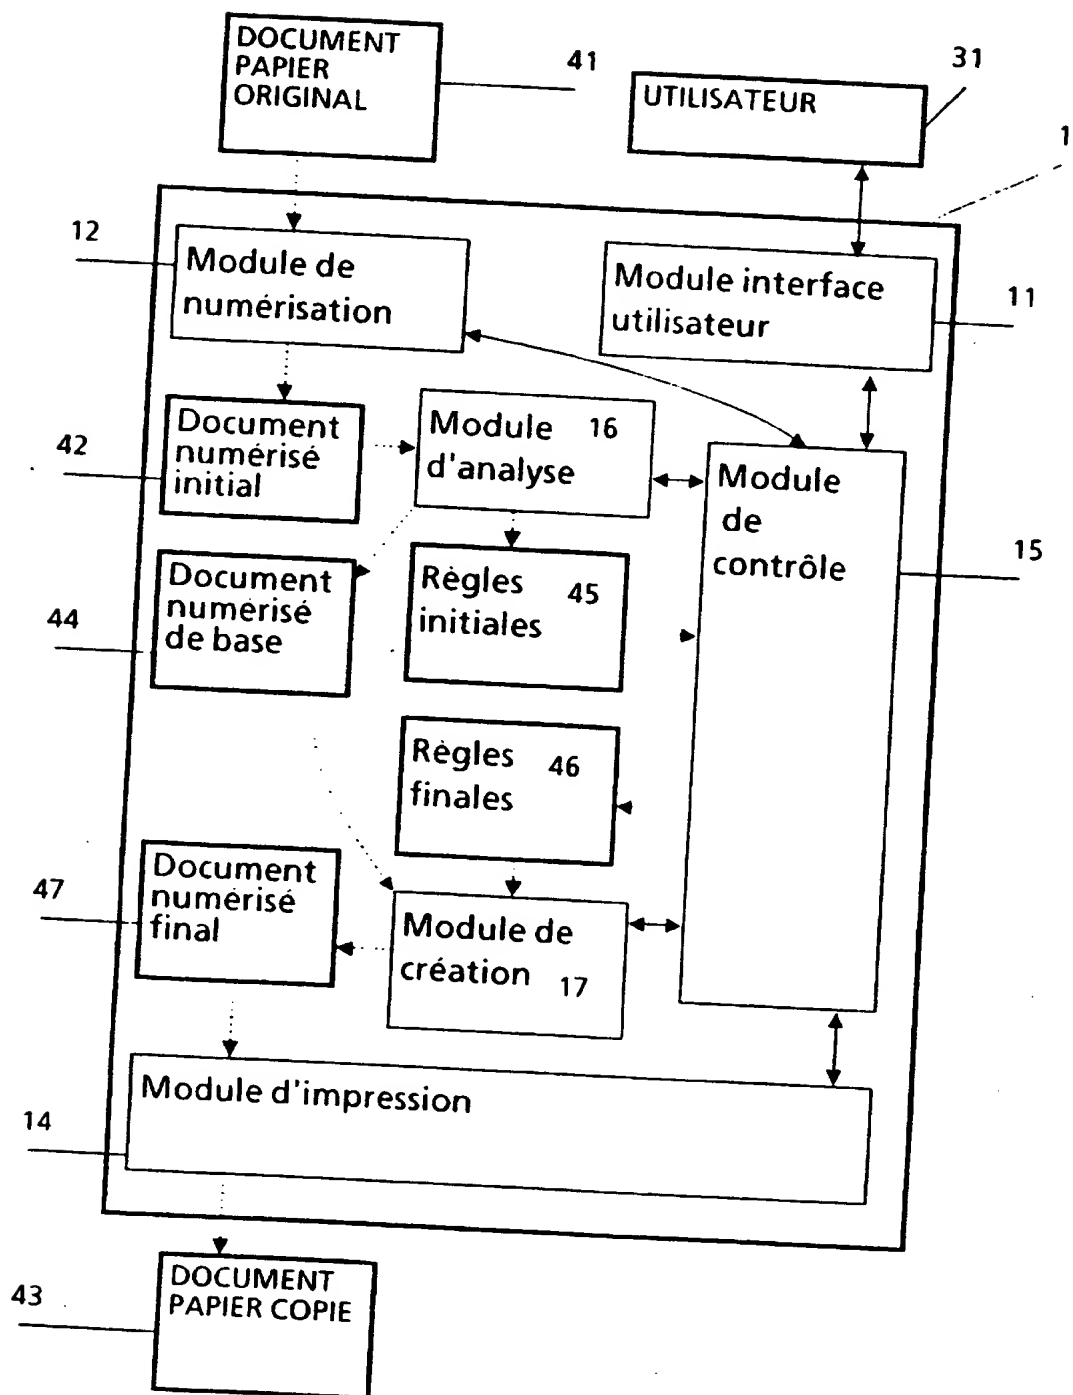 DOCUMENT
PAPIER
ORIGINAL
41
UTILISATEUR
31
1
12
Module de
numérisation
Module interface
utilisateur
11
Document
numérisé
initial
42
Module 16
d'analyse
Module
de
contrôle
15
Document
numérisé
de base
44
Règles 45
initiales
Règles 46
finales
Document
numérisé
final
47
Module de
création 17
Module d'impression
14
DOCUMENT
PAPIER COPIE
43